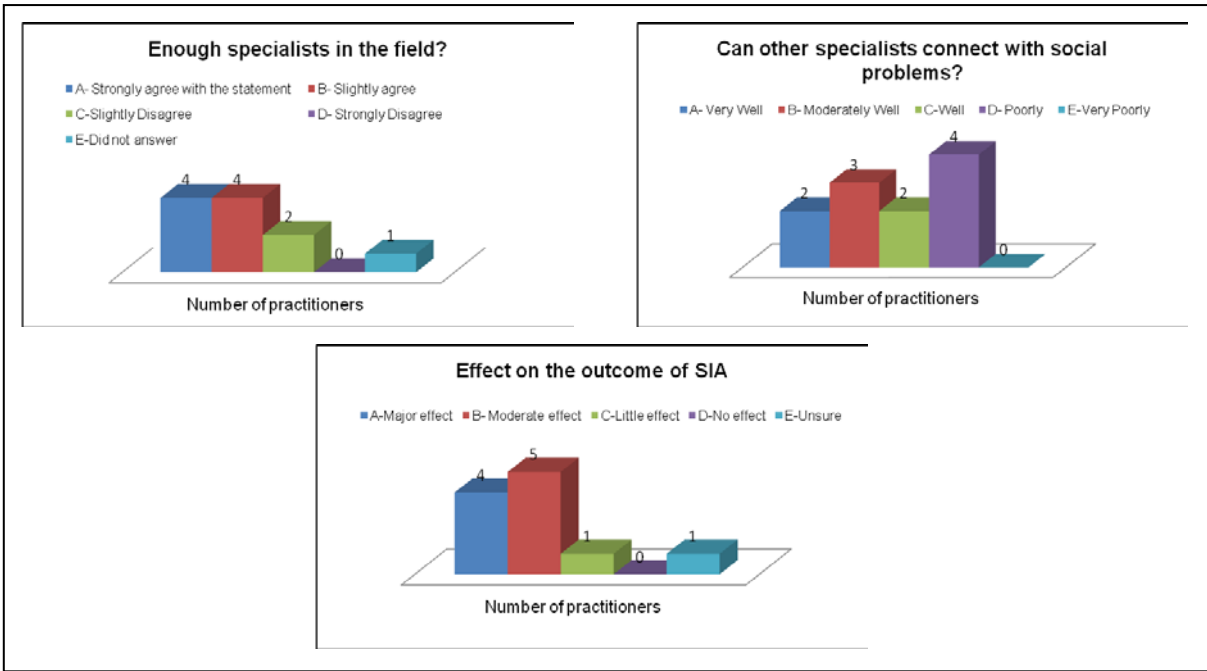 Enough specialists in the field?
A- Strongly agree with the statement B- Slightly agree
C-Slightly Disagree D- Strongly Disagree
E-Did not answer
4 4 2 0 1
Number of practitioners
Can other specialists connect with social
problems?
A- Very Well B- Moderately Well C-Well D- Poorly E-Very Poorly
2 3 2 4 0
Number of practitioners
Effect on the outcome of SIA
A-Major effect B- Moderate effect C-Little effect D-No effect E-Unsure
4 5 1 0 1
Number of practitioners